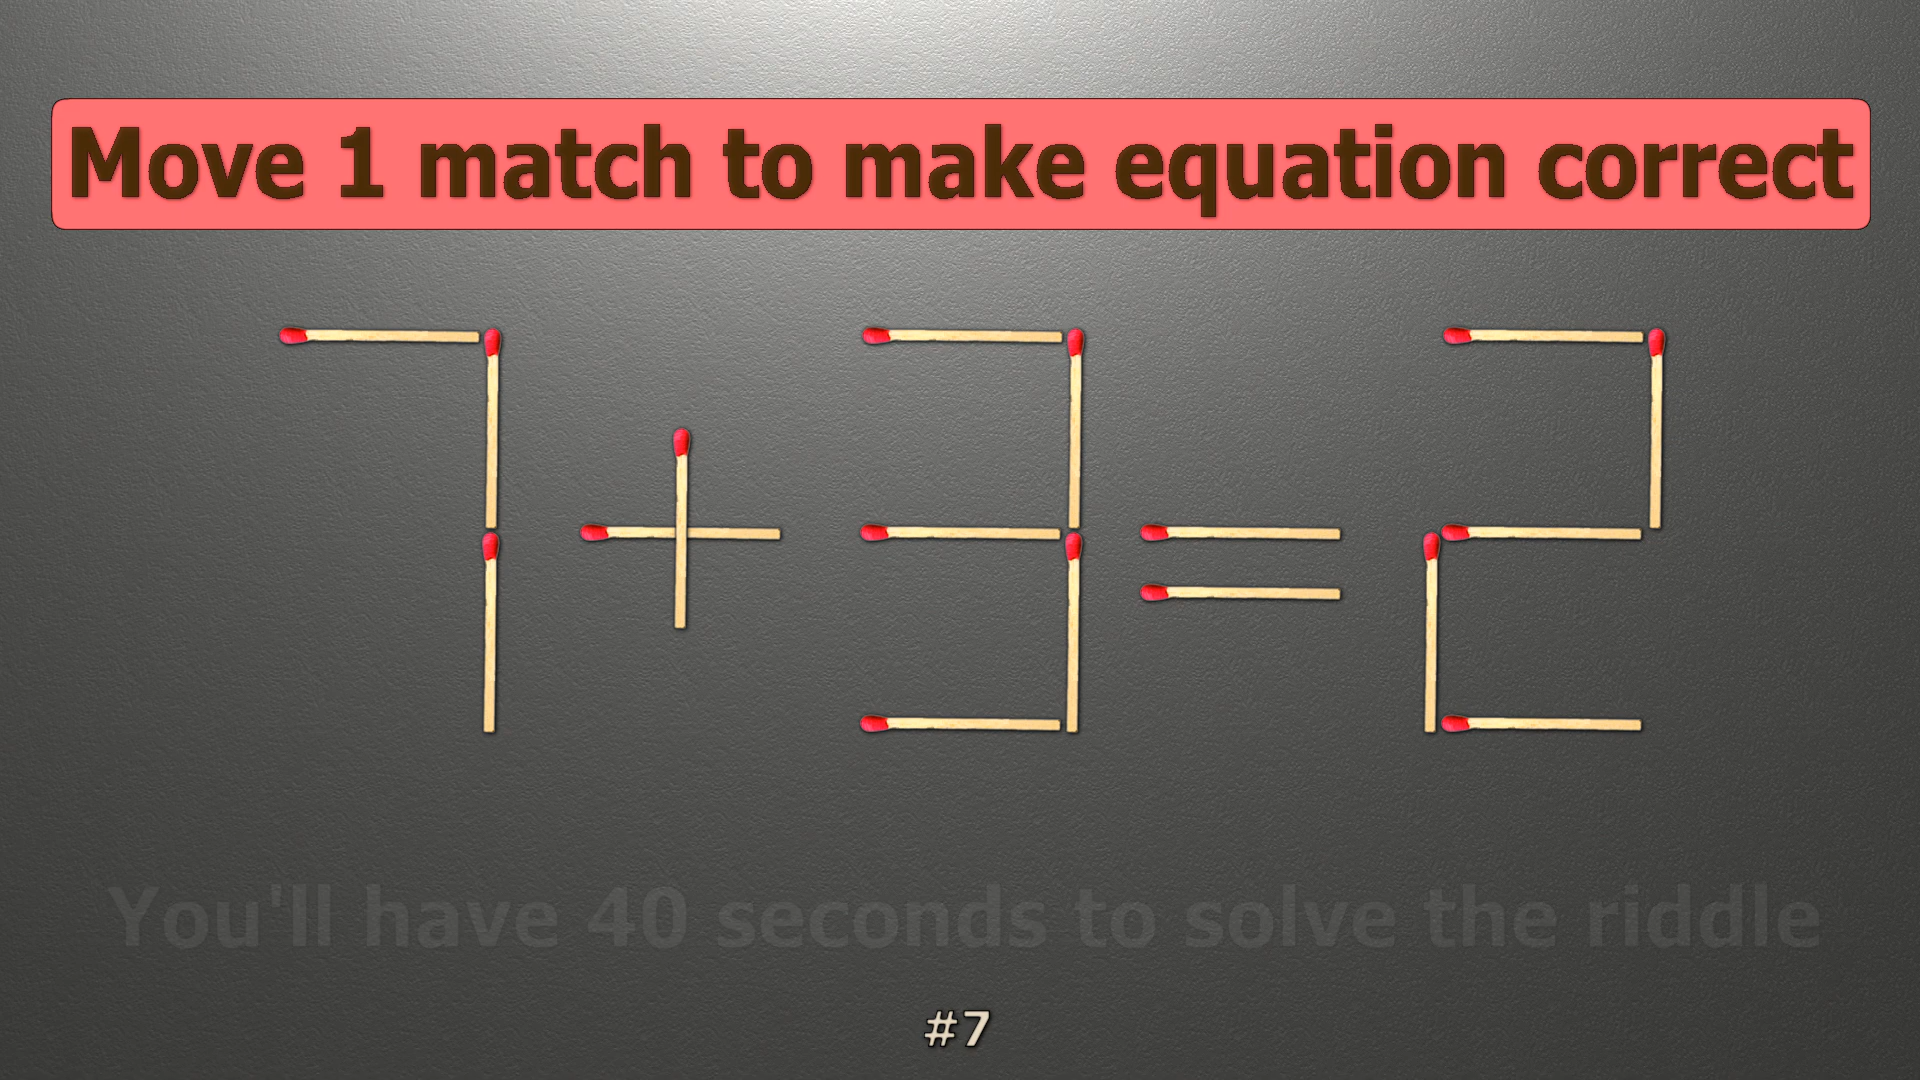 Move 1 match to make equation correct
7+3=2
You'll have 40 seconds to solve the riddle
#7